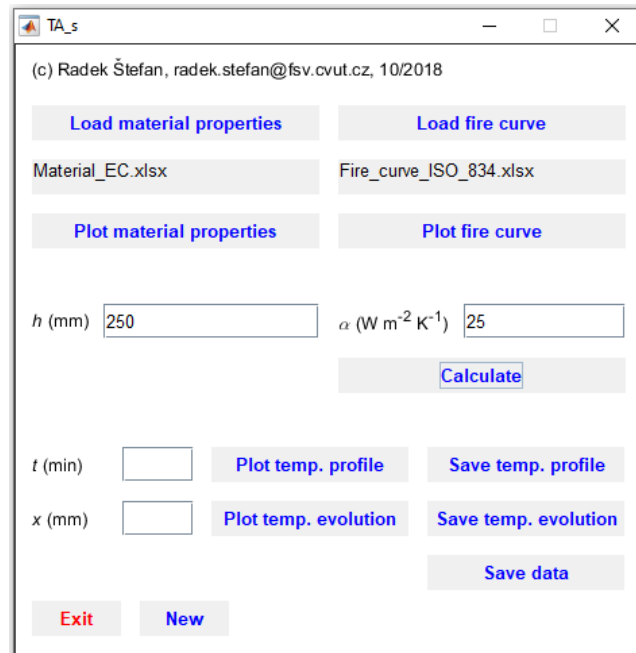 TA_s
(c) Radek Štefan, radek.stefan@fsv.cvut.cz, 10/2018
Load material properties Load fire curve
Material_EC.xlsx Fire_curve_ISO_834.xlsx
Plot material properties Plot fire curve
h (mm) 250 α (W m⁻² K⁻¹) 25
Calculate
t (min) Plot temp. profile Save temp. profile
x (mm) Plot temp. evolution Save temp. evolution
Save data
Exit New